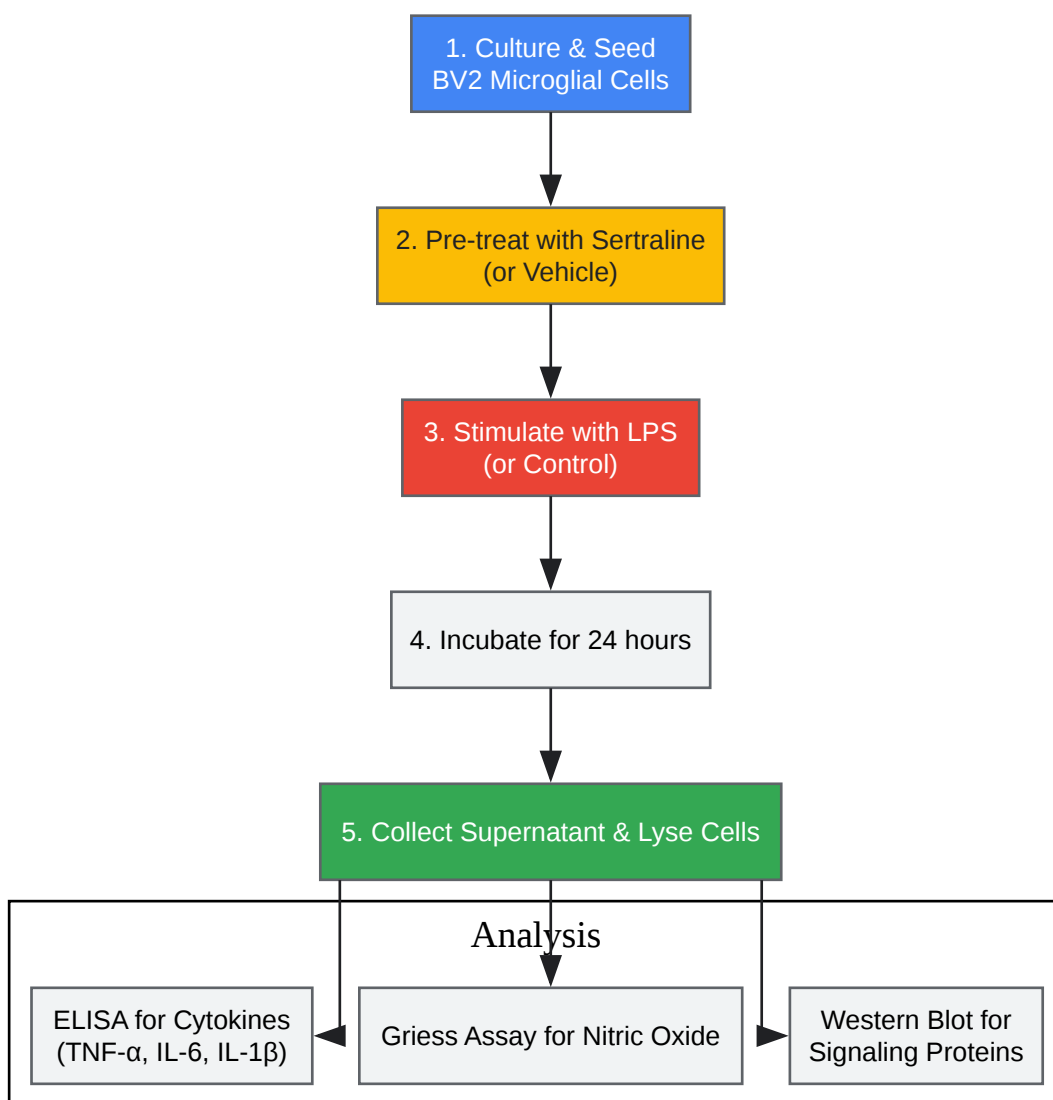 1. Culture & Seed
BV2 Microglial Cells
2. Pre-treat with Sertraline
(or Vehicle)
3. Stimulate with LPS
(or Control)
4. Incubate for 24 hours
5. Collect Supernatant & Lyse Cells
Analysis
ELISA for Cytokines
(TNF-α, IL-6, IL-1β)
Griess Assay for Nitric Oxide
Western Blot for
Signaling Proteins